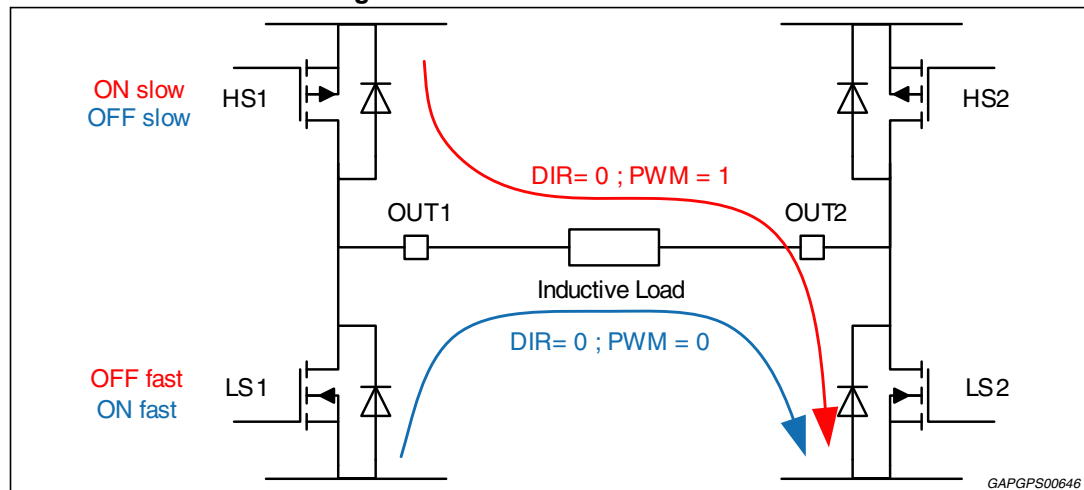 ON slow
OFF slow
HS1
HS2
DIR= 0 ; PWM = 1
OUT1
OUT2
Inductive Load
DIR= 0 ; PWM = 0
OFF fast
ON fast
LS1
LS2
GAPGPS00646